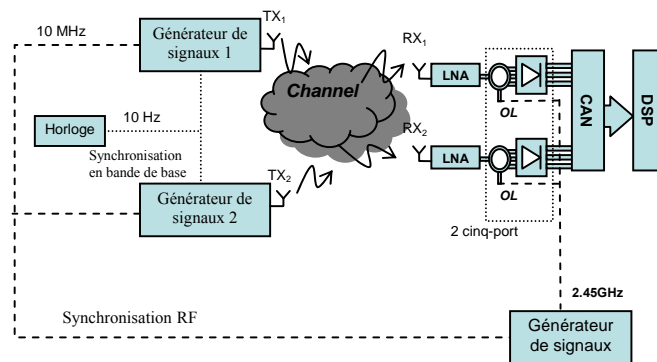 10 MHz
Générateur de
signaux 1
TX1
RX1
LNA
OL
CAN
DSP
Channel
Horloge
10 Hz
Synchronisation
en bande de base
RX2
LNA
OL
TX2
Générateur de
signaux 2
2 cinq-port
2.45GHz
Synchronisation RF
Générateur
de signaux